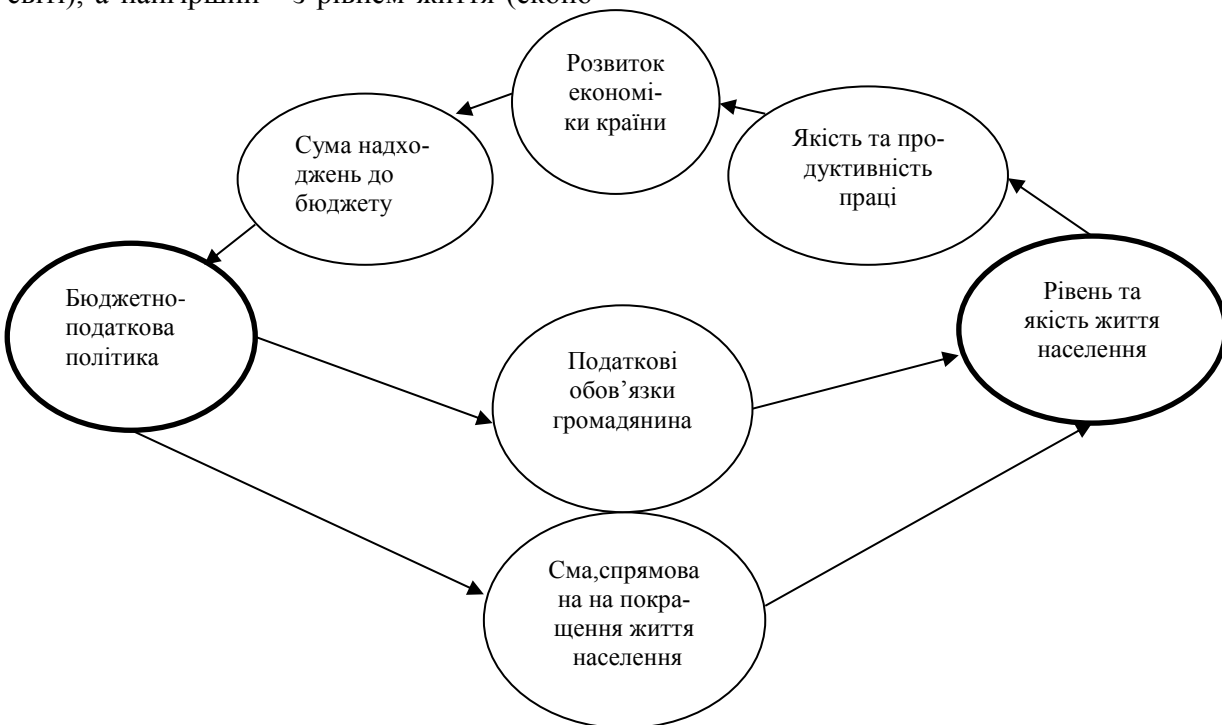 світі), а найгірший – з рівнем життя (еконо-
Розвиток
економі-
ки країни
Сума надхо-
джень до
бюджету
Якість та про-
дуктивність
праці
Бюджетно-
податкова
політика
Податкові
обов’язки
громадянина
Рівень та
якість життя
населення
Сма,спрямова
на на покра-
щення життя
населення